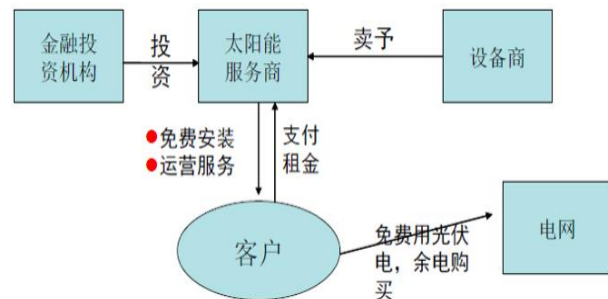 金融投
资机构
投
资
太阳能
服务商
卖予
设备商
免费安装
运营服务
支付
租金
客户
免费用光伏
电，余电购
买
电网